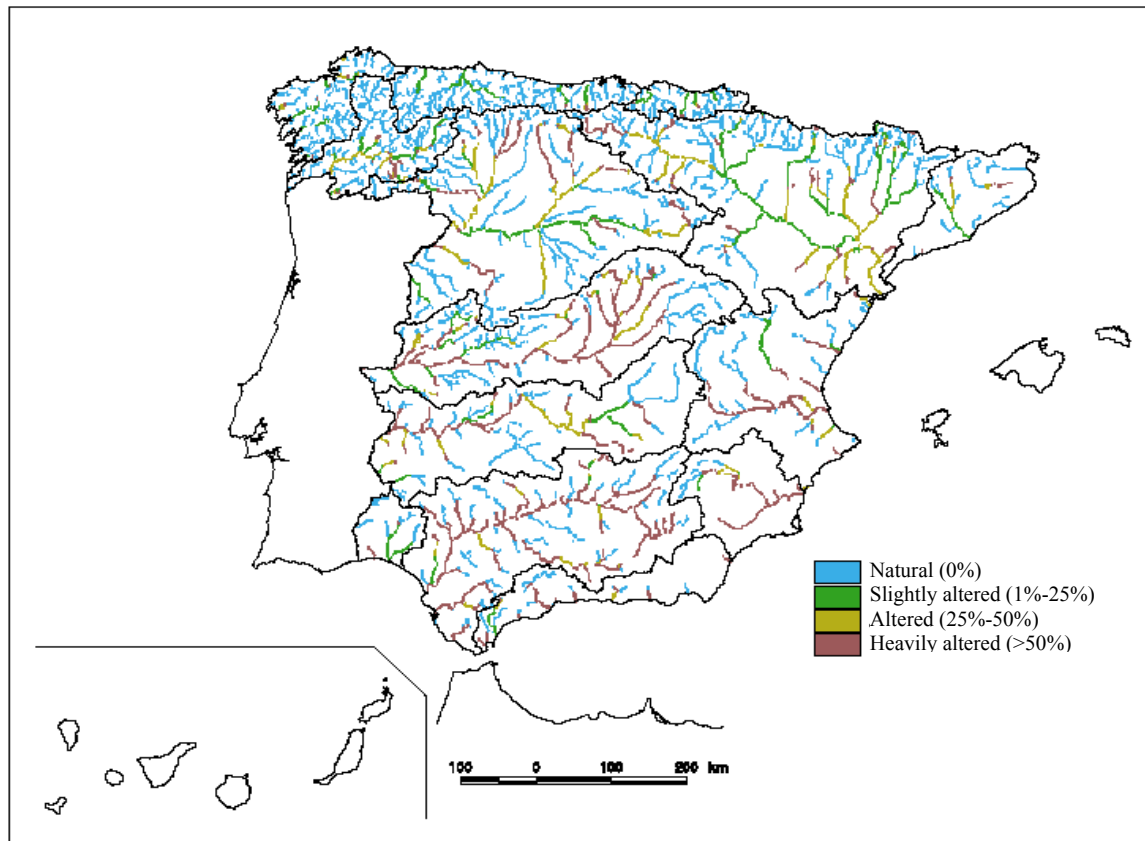 Natural (0%)
Slightly altered (1%-25%)
Altered (25%-50%)
Heavily altered (>50%)
100 0 100 200 km